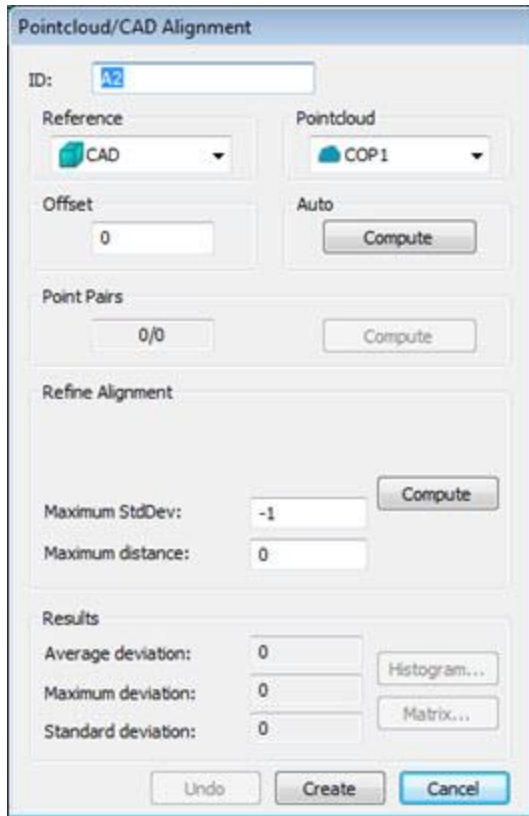 Pointcloud/CAD Alignment
ID: A2
Reference Pointcloud
CAD COP1
Offset Auto
0 Compute
Point Pairs
0/0 Compute
Refine Alignment
Compute
Maximum StdDev: -1
Maximum distance: 0
Results
Average deviation: 0
Histogram...
Maximum deviation: 0
Matrix...
Standard deviation: 0
Undo Create Cancel